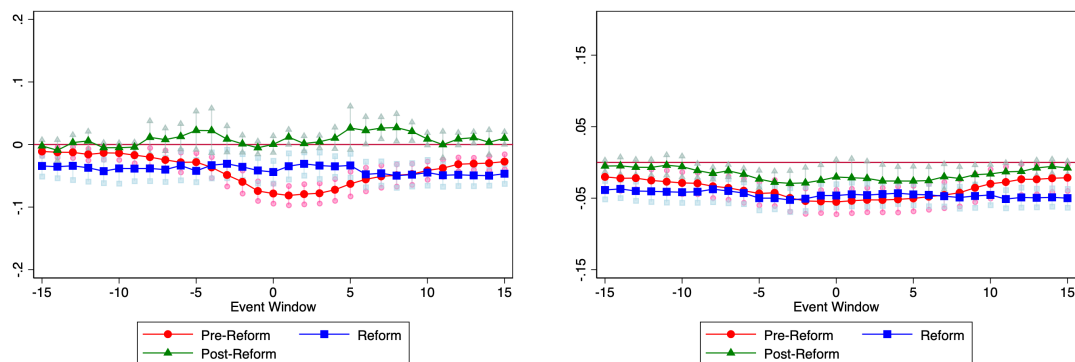 .2
.1
0
-.1
-.2
-15 -10 -5 0 5 10 15
Event Window
Pre-Reform Reform
Post-Reform
.15
.05
-.05
-.15
-15 -10 -5 0 5 10 15
Event Window
Pre-Reform Reform
Post-Reform